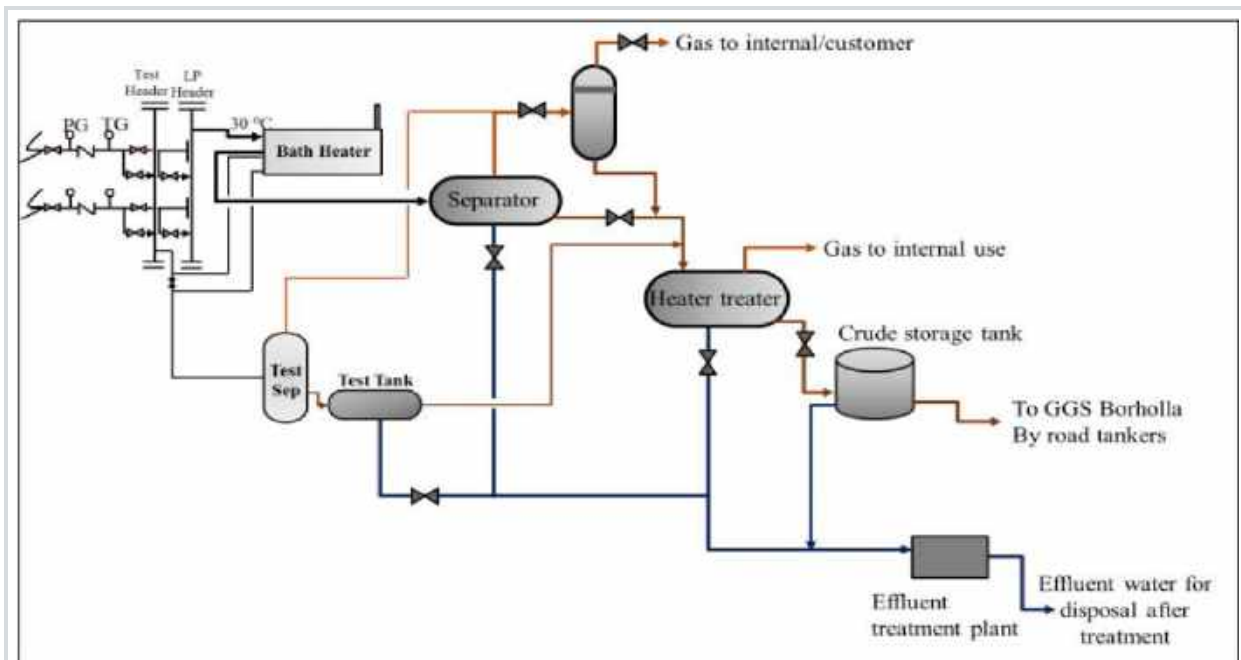 Gas to internal/customer
Test
Header
LP
Header
PG
TG
30 °C
Bath Heater
Separator
Gas to internal use
Heater treater
Crude storage tank
Test
Sep
Test Tank
To GGS Borholla
By road tankers
Effluent
treatment plant
Effluent water for
disposal after
treatment